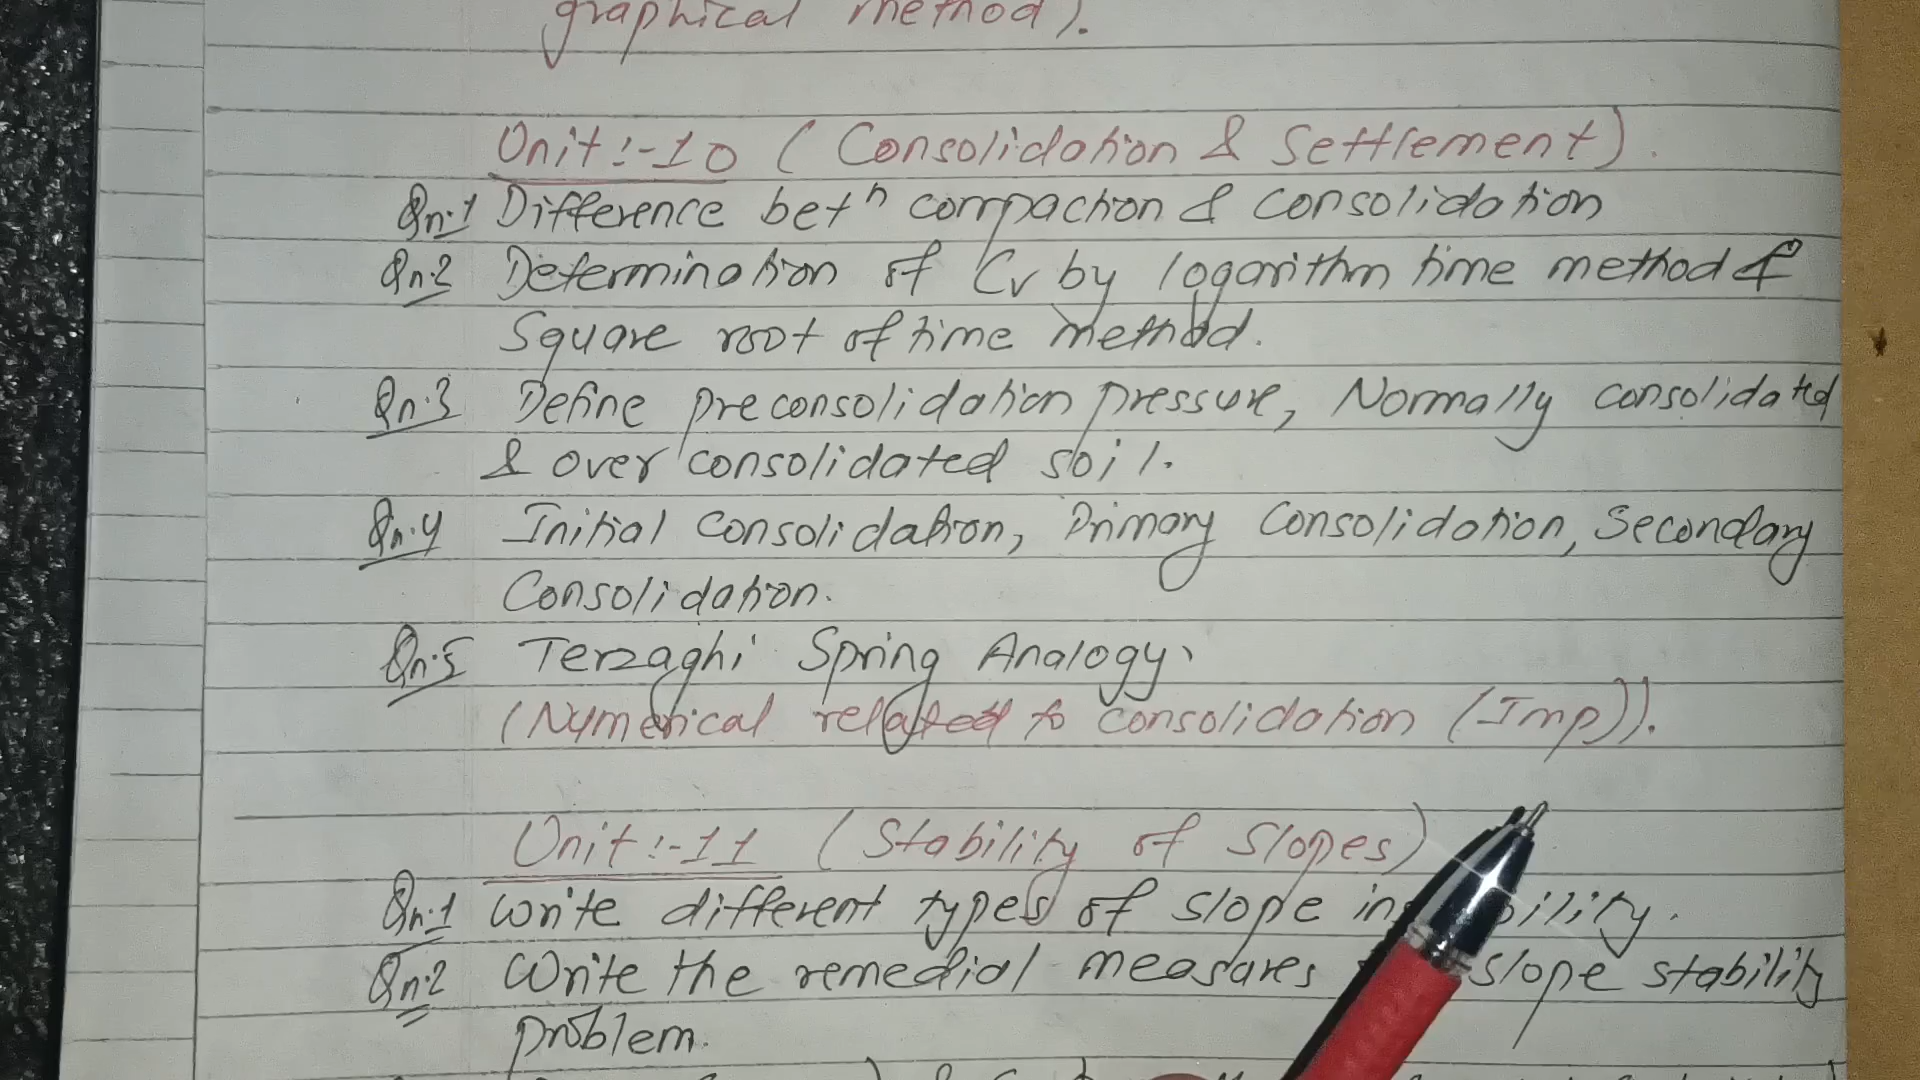 graphical method).
Unit:-10 (Consolidation & Settlement).
Qn.1 Difference betⁿ compaction & consolidation
Qn.2 Determination of Cv by logarithm time method &
Square root of time method.
Qn.3 Define preconsolidation pressure, Normally consolidated
& over consolidated soil.
Qn.4 Initial consolidation, Primary Consolidation, Secondary
Consolidation.
Qn.5 Terzaghi Spring Analogy.
(Numerical related to consolidation (Imp)).
Unit:-11 (Stability of Slopes)
Qn.1 Write different types of slope in bility.
Qn.2 Write the remedial measures slope stability
problem.